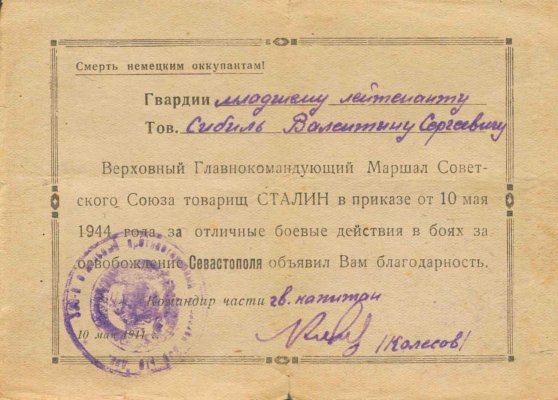 Смерть немецким оккупантам!
Гвардии младшему лейтенанту
Тов. Сибиль Валентину Сергеевичу
Верховный Главнокомандующий Маршал Совет-
ского Союза товарищ СТАЛИН в приказе от 10 мая
1944 года за отличные боевые действия в боях за
освобождение Севастополя объявил Вам благодарность.
Командир части гв. капитан
10 мая 1944
(Колесов)